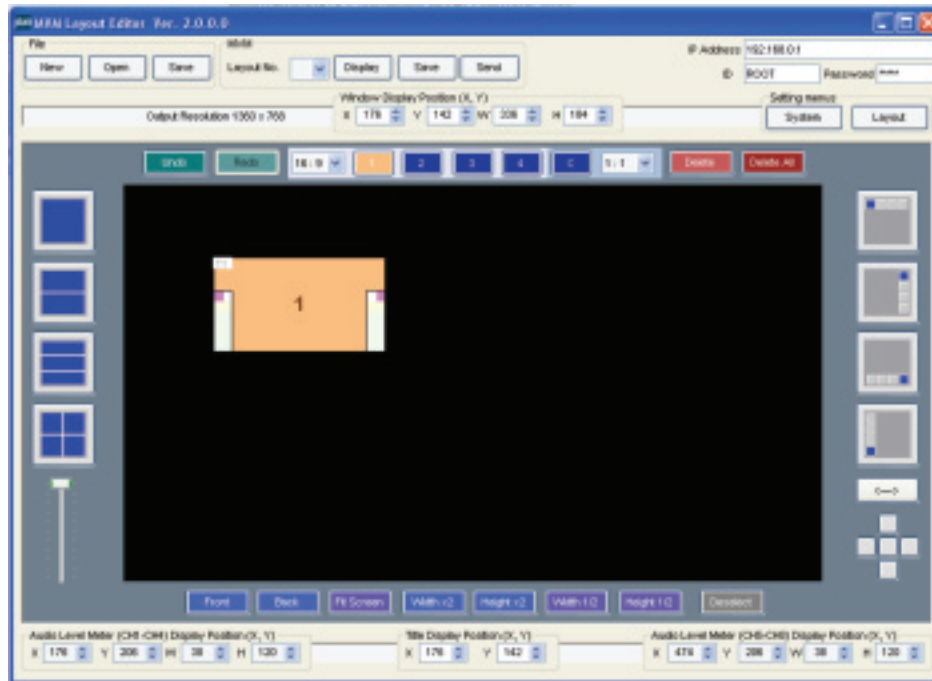 Layout Editor Ver. 2.0.0.0
File
New Open Save
Layout No. Display Save Send
IP Address 192.168.0.1
ID ROOT Password
Output Resolution 1360 x 768
Window Display Position (X, Y)
X 176 Y 142 W 336 H 184
Setting menus
System Layout
Undo Redo 16 : 9 1 2 3 4 C 1 : 1 Delete Delete All
1
Front Back Fit Screen Width x2 Height x2 Width 1/2 Height 1/2 Deselect
Audio Level Meter (CH1-CH4) Display Position (X, Y)
X 176 Y 206 W 38 H 120
Title Display Position (X, Y)
X 176 Y 142
Audio Level Meter (CH5-CH8) Display Position (X, Y)
X 474 Y 206 W 38 H 120